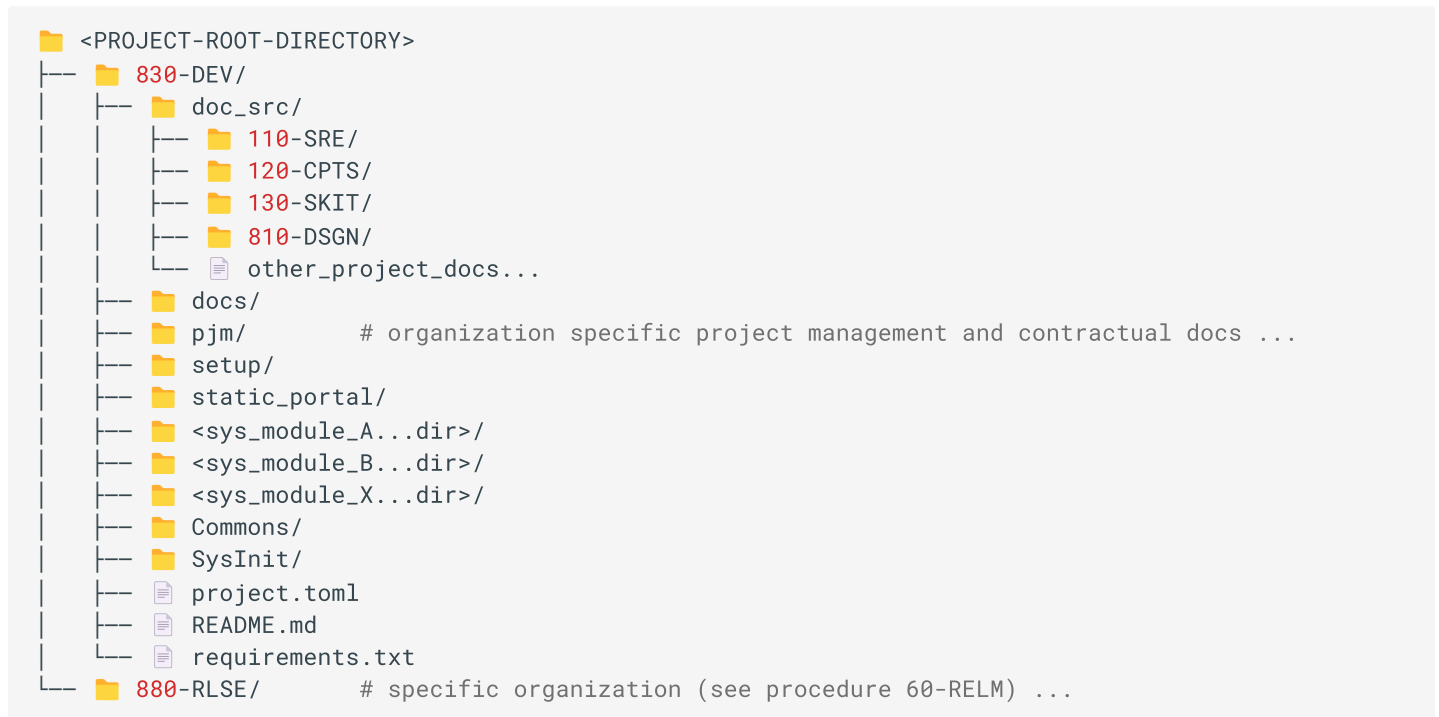 <PROJECT-ROOT-DIRECTORY>
├── 830-DEV/
│   ├── doc_src/
│   │   ├── 110-SRE/
│   │   ├── 120-CPTS/
│   │   ├── 130-SKIT/
│   │   ├── 810-DSGN/
│   │   └── other_project_docs...
│   ├── docs/
│   ├── pjm/        # organization specific project management and contractual docs ...
│   ├── setup/
│   ├── static_portal/
│   ├── <sys_module_A...dir>/
│   ├── <sys_module_B...dir>/
│   ├── <sys_module_X...dir>/
│   ├── Commons/
│   ├── SysInit/
│   ├── project.toml
│   ├── README.md
│   └── requirements.txt
└── 880-RLSE/       # specific organization (see procedure 60-RELM) ...